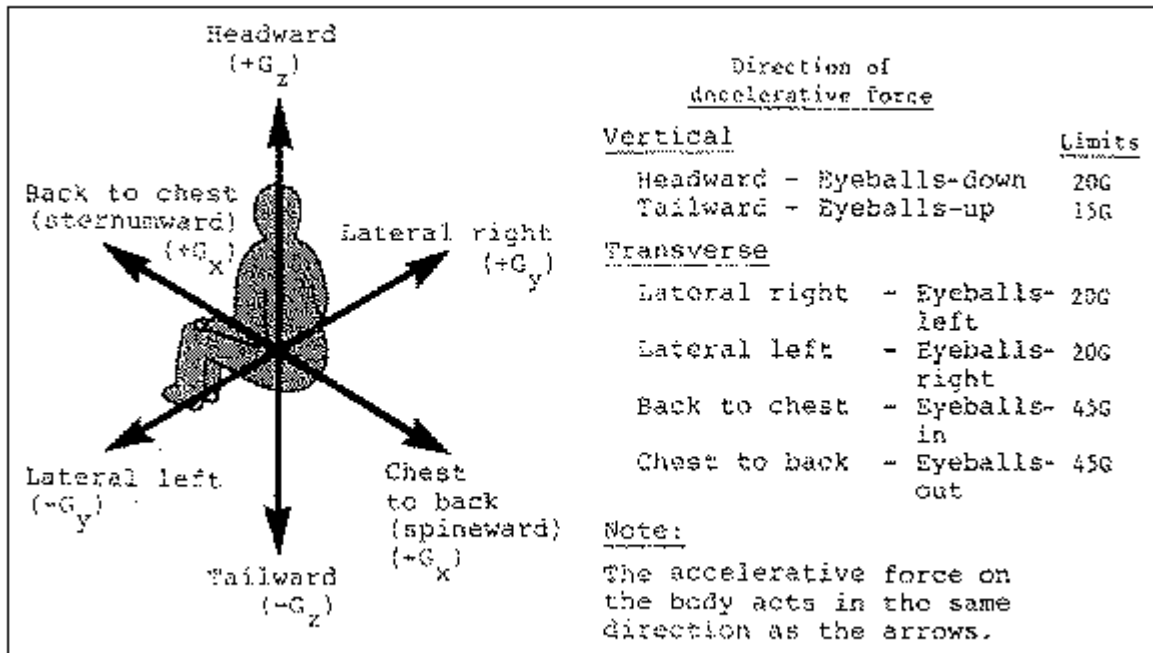 Headward
(+Gz)
Back to chest
(sternumward)
(+Gx)
Lateral right
(+Gy)
Lateral left
(-Gy)
Chest
to back
(spineward)
(+Gx)
Tailward
(-Gz)
Direction of
decelerative force
Vertical Limits
Headward - Eyeballs-down 20G
Tailward - Eyeballs-up 15G
Transverse
Lateral right - Eyeballs- 20G
left
Lateral left - Eyeballs- 20G
right
Back to chest - Eyeballs- 45G
in
Chest to back - Eyeballs- 45G
out
Note:
The accelerative force on
the body acts in the same
direction as the arrows.